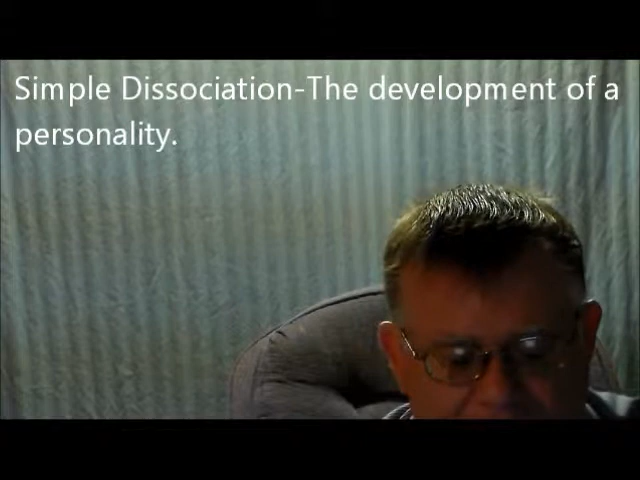 Simple Dissociation-The development of a
personality.